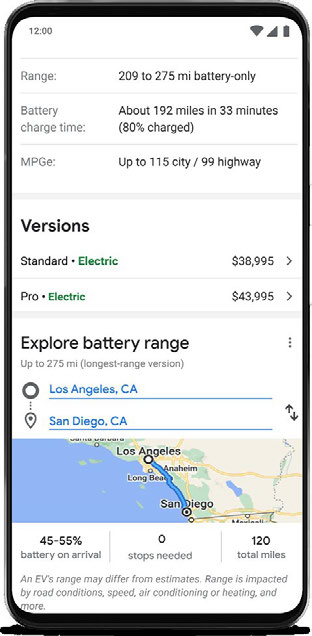 12:00
Range: 209 to 275 mi battery-only
Battery charge time: About 192 miles in 33 minutes
(80% charged)
MPGe: Up to 115 city / 99 highway
Versions
Standard • Electric $38,995
Pro • Electric $43,995
Explore battery range
Up to 275 mi (longest-range version)
Los Angeles, CA
San Diego, CA
Santa Barbara
Los Angeles
Anaheim
Long Beach
San Diego
Mexicali
45-55% 0 120
battery on arrival stops needed total miles
An EV's range may differ from estimates. Range is impacted
by road conditions, speed, air conditioning or heating, and
more.